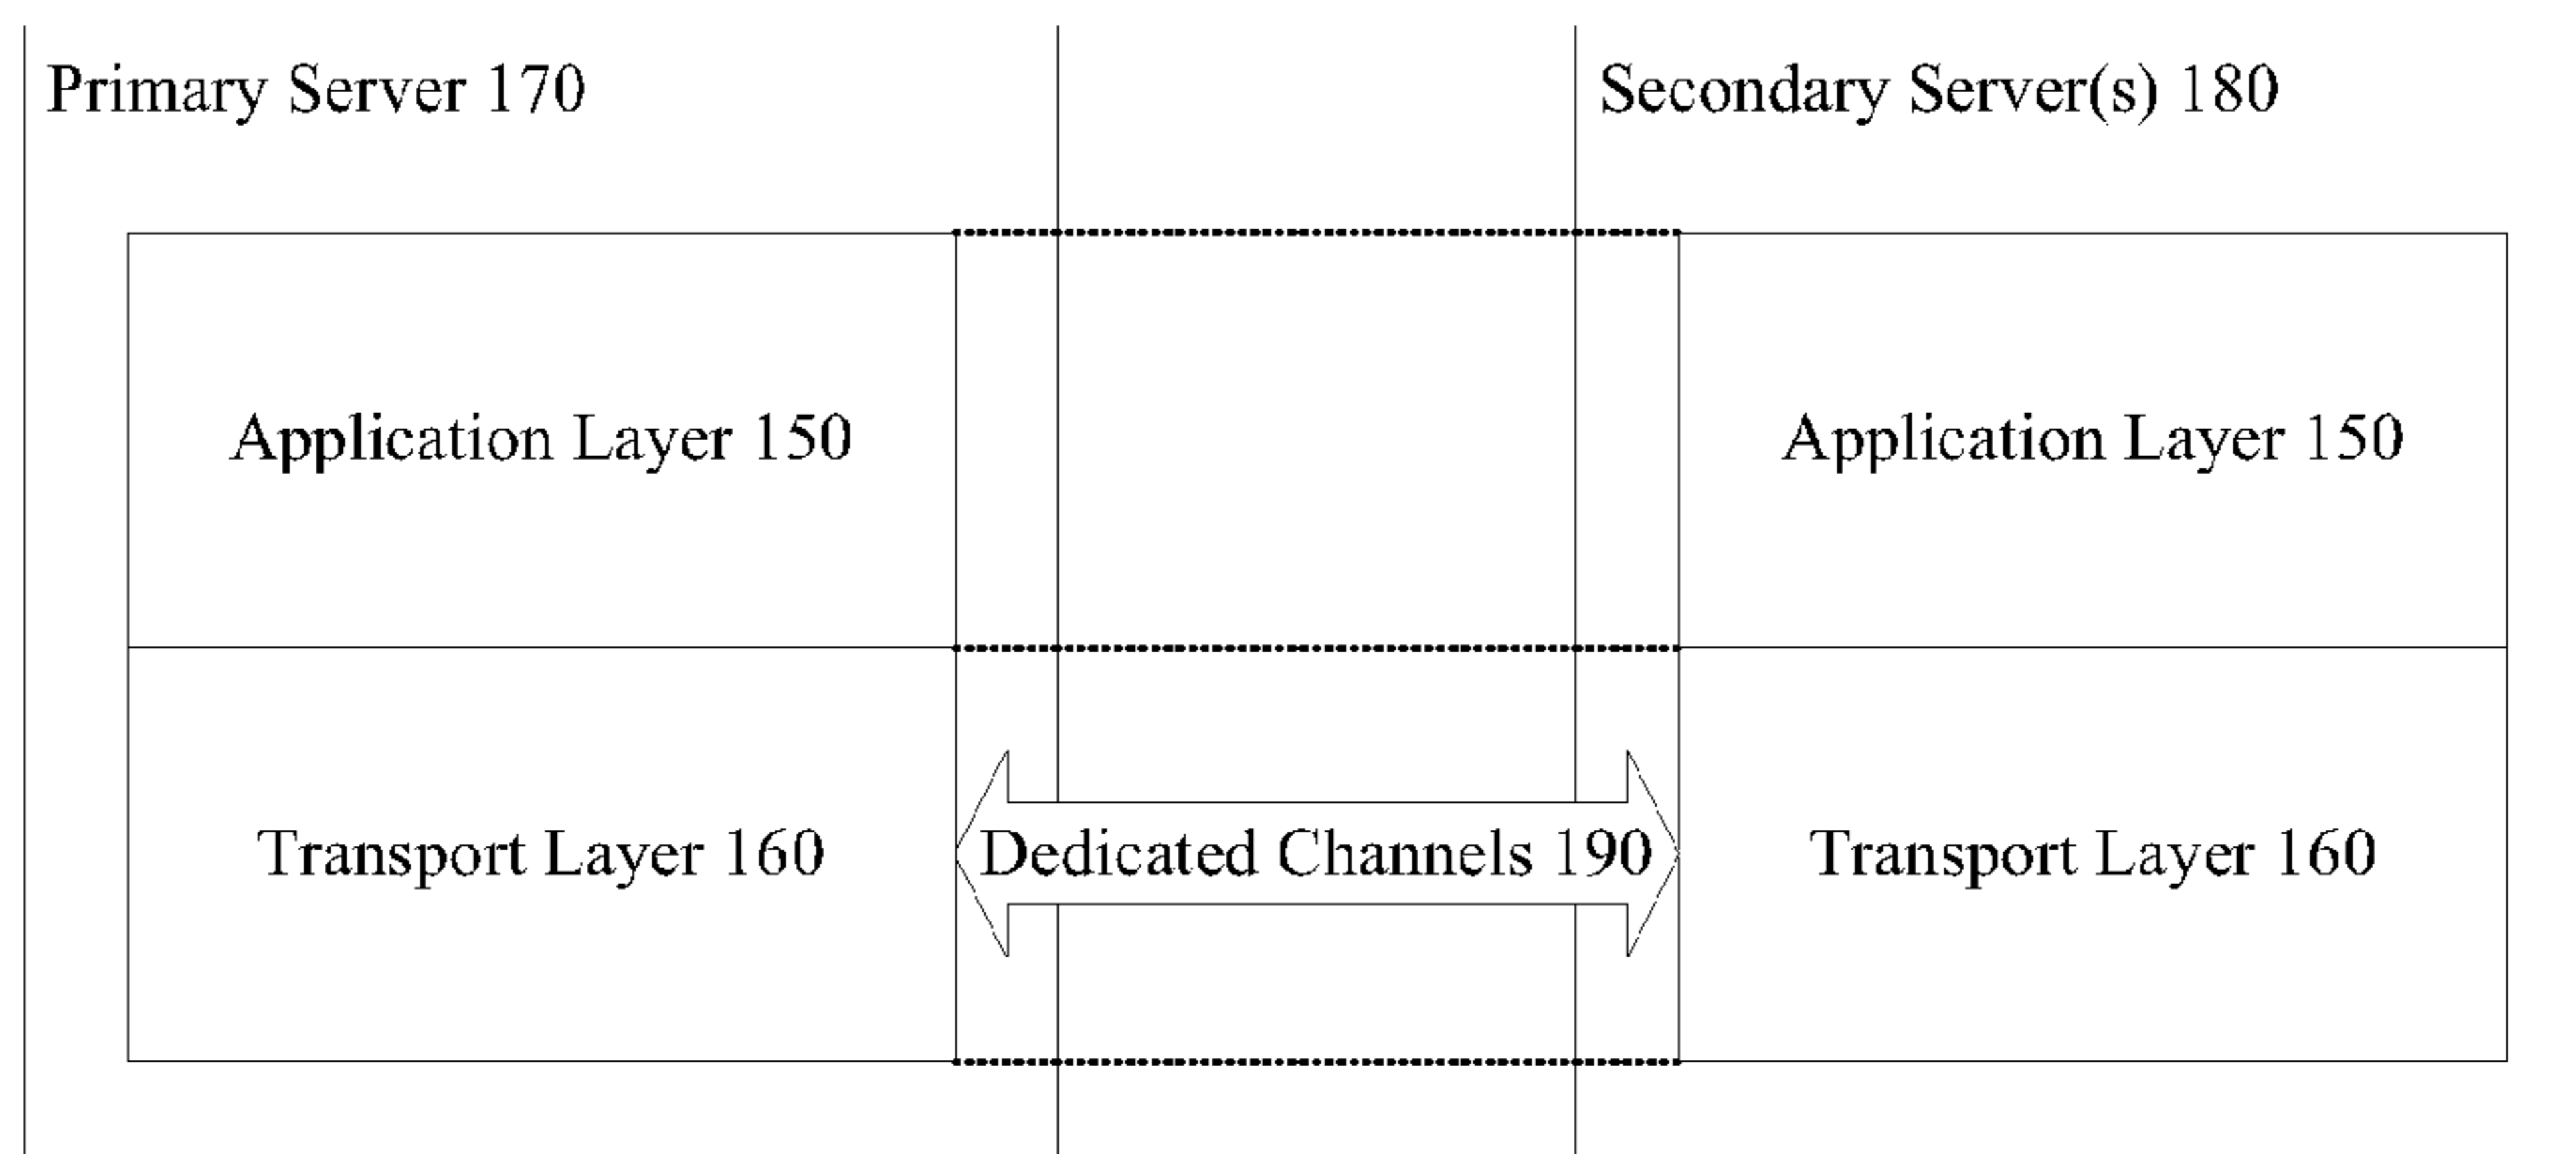 Primary Server 170
Secondary Server(s) 180
Application Layer 150
Application Layer 150
Transport Layer 160
Dedicated Channels 190
Transport Layer 160